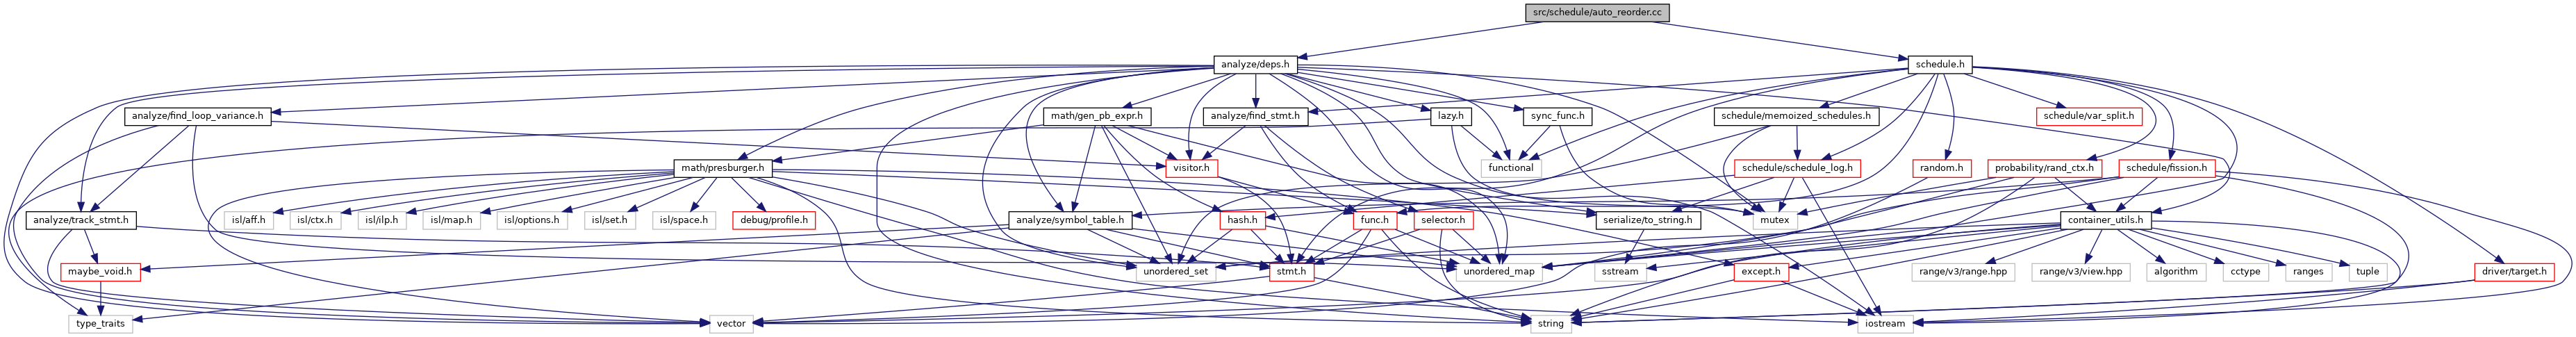 src/schedule/auto_reorder.cc
analyze/deps.h
schedule.h
analyze/find_loop_variance.h
math/gen_pb_expr.h
analyze/find_stmt.h
lazy.h
sync_func.h
schedule/memoized_schedules.h
schedule/var_split.h
math/presburger.h
visitor.h
functional
schedule/schedule_log.h
random.h
probability/rand_ctx.h
schedule/fission.h
analyze/track_stmt.h
isl/aff.h
isl/ctx.h
isl/ilp.h
isl/map.h
isl/options.h
isl/set.h
isl/space.h
debug/profile.h
analyze/symbol_table.h
hash.h
func.h
selector.h
serialize/to_string.h
mutex
container_utils.h
maybe_void.h
unordered_set
stmt.h
unordered_map
sstream
except.h
range/v3/range.hpp
range/v3/view.hpp
algorithm
cctype
ranges
tuple
driver/target.h
type_traits
vector
string
iostream